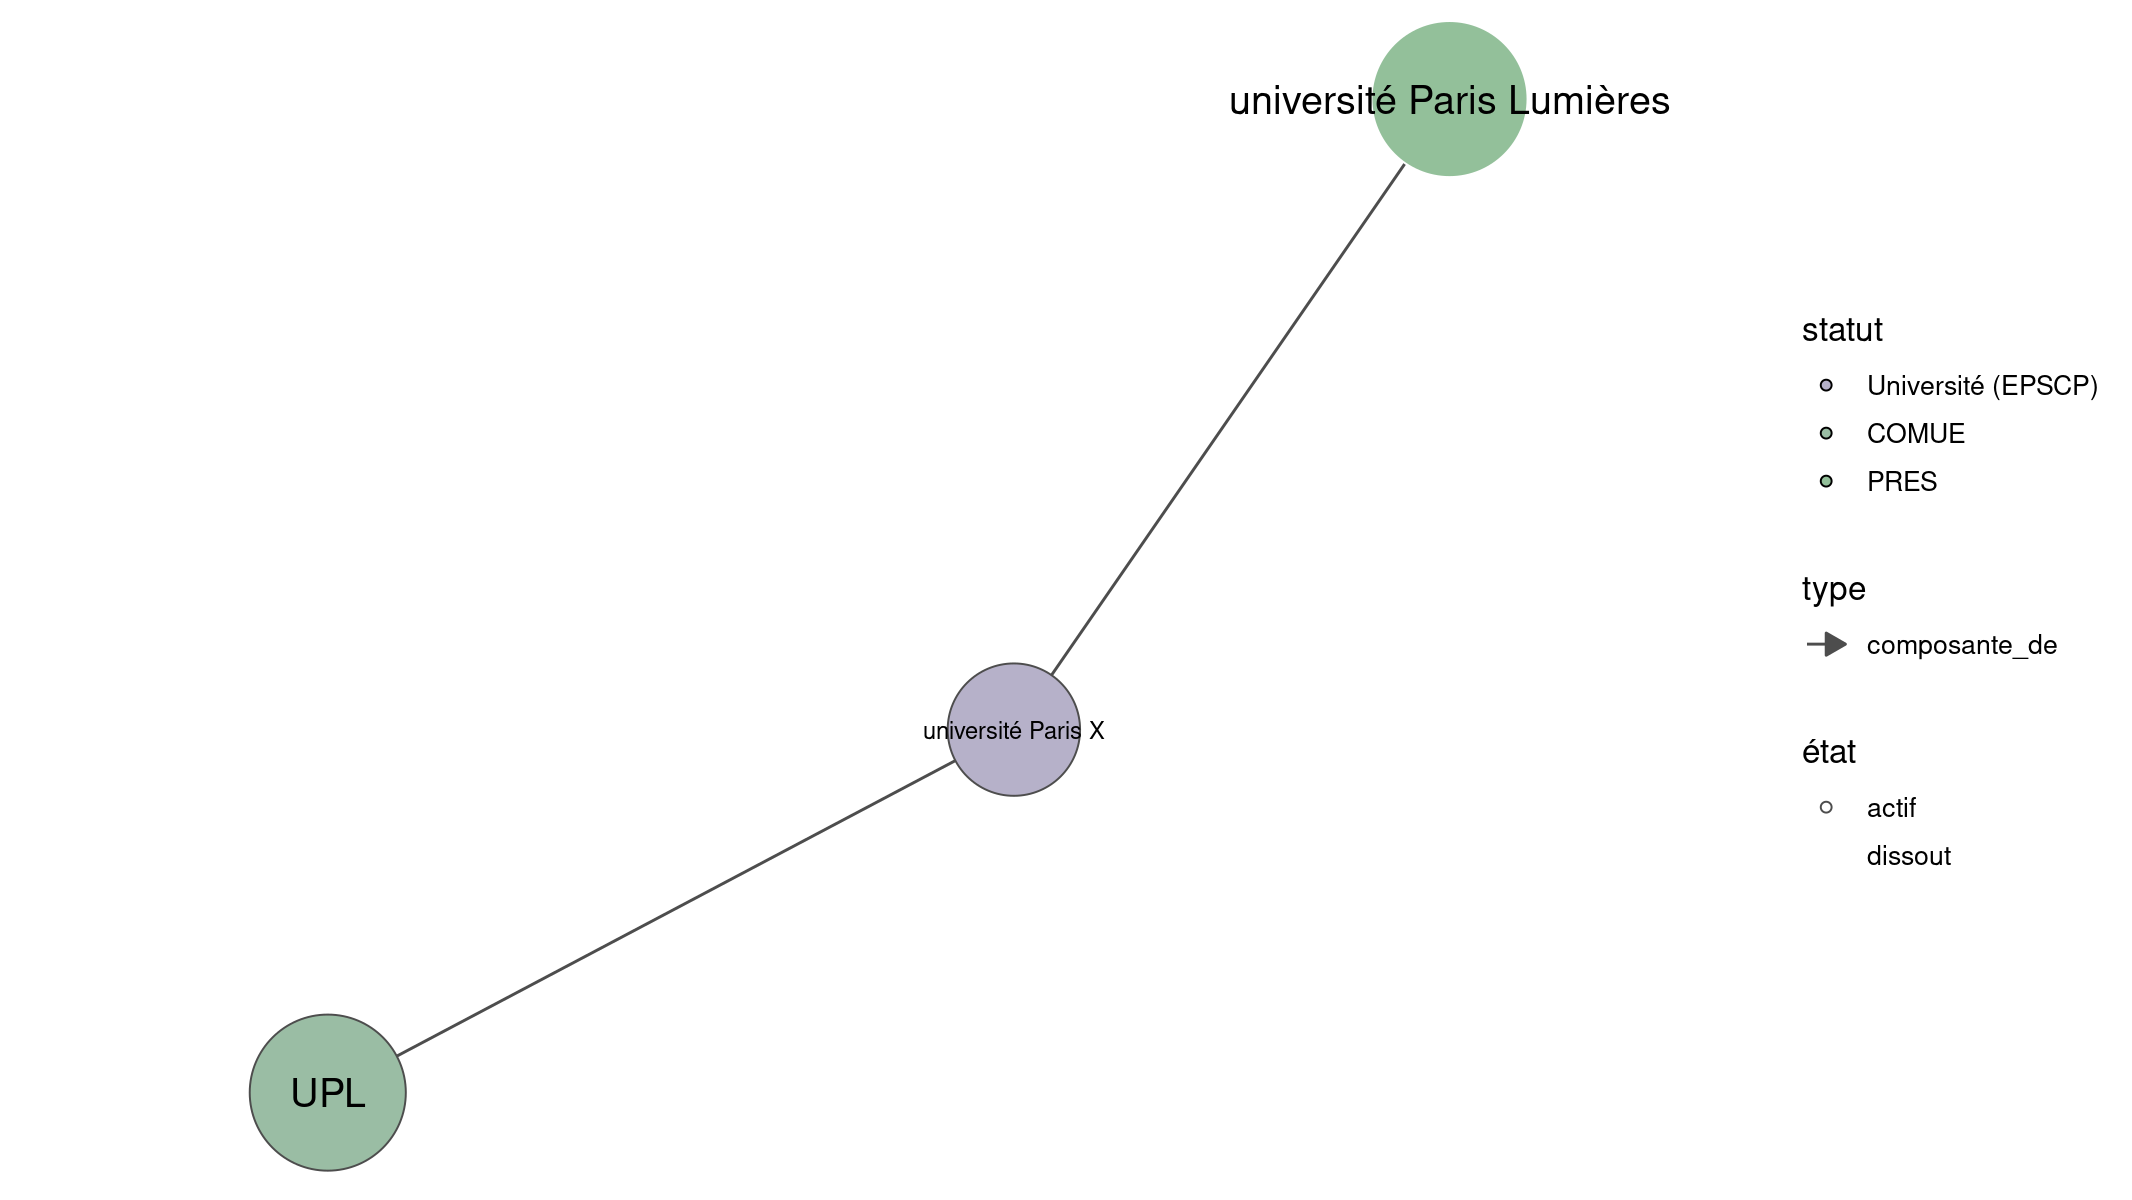 université Paris Lumières
université Paris X
UPL
statut
Université (EPSCP)
COMUE
PRES
type
composante_de
état
actif
dissout